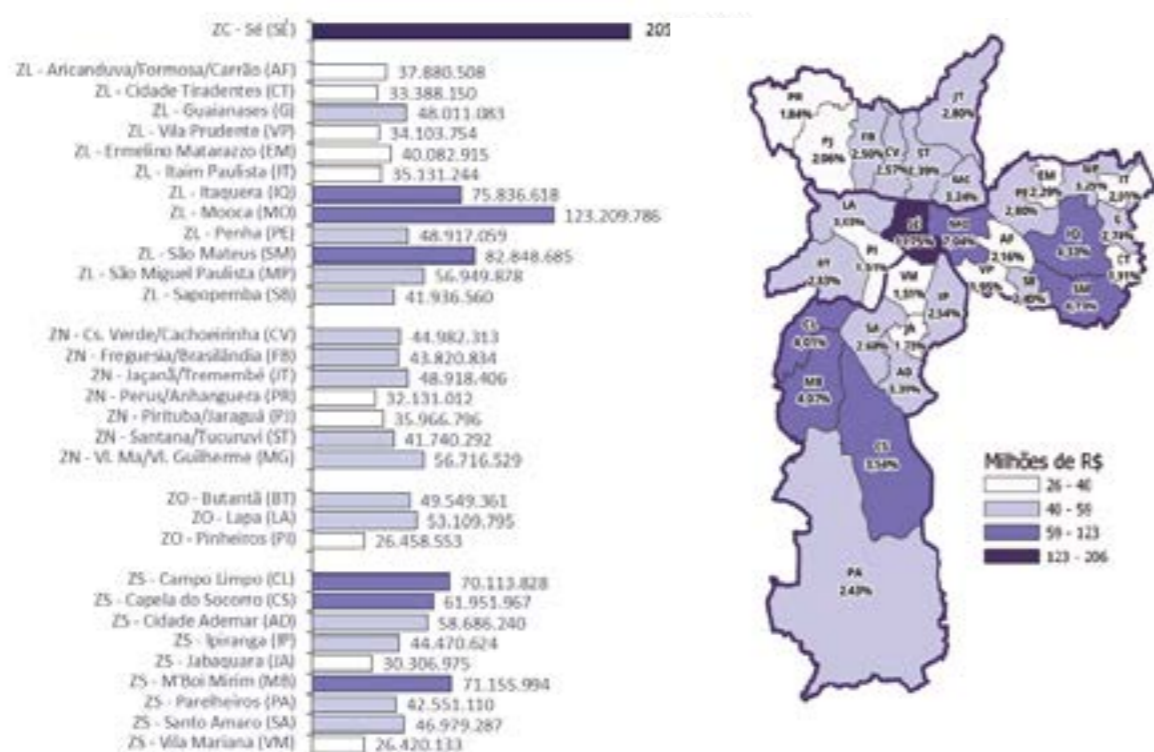 ZC - Sé (SÉ) 205
ZL - Aricanduva/Formosa/Carrão (AF) 37.880.508
ZL - Cidade Tiradentes (CT) 33.388.150
ZL - Guaianases (G) 48.011.083
ZL - Vila Prudente (VP) 34.103.754
ZL - Ermelino Matarazzo (EM) 40.082.915
ZL - Itaim Paulista (IT) 35.131.244
ZL - Itaquera (IQ) 75.836.618
ZL - Mooca (MO) 123.209.786
ZL - Penha (PE) 48.917.059
ZL - São Mateus (SM) 82.848.685
ZL - São Miguel Paulista (MP) 56.949.878
ZL - Sapopemba (SB) 41.936.560
ZN - Cs. Verde/Cachoeirinha (CV) 44.982.313
ZN - Freguesia/Brasilândia (FB) 43.820.834
ZN - Jaçanã/Tremembé (JT) 48.918.406
ZN - Perus/Anhanguera (PR) 32.131.012
ZN - Pirituba/Jaraguá (PJ) 35.966.796
ZN - Santana/Tucuruvi (ST) 41.740.292
ZN - Vl. Ma/Vl. Guilherme (MG) 56.716.529
ZO - Butantã (BT) 49.549.361
ZO - Lapa (LA) 53.109.795
ZO - Pinheiros (PI) 26.458.553
ZS - Campo Limpo (CL) 70.113.828
ZS - Capela do Socorro (CS) 61.951.967
ZS - Cidade Ademar (AD) 58.686.240
ZS - Ipiranga (IP) 44.470.624
ZS - Jabaquara (JA) 30.306.975
ZS - M'Boi Mirim (MB) 71.155.994
ZS - Parelheiros (PA) 42.551.110
ZS - Santo Amaro (SA) 46.979.287
ZS - Vila Mariana (VM) 26.420.133
PR
1.84%
JT
2.80%
PJ
2.06%
FB
2.50%
CV
2.57%
ST
2.39%
MG
3.24%
EM
2.29%
MP
3.25%
IT
2.01%
PE
2.80%
LA
3.03%
SÉ
11.75%
MO
7.04%
IQ
4.33%
G
2.74%
AF
2.16%
CT
1.91%
BT
2.83%
PI
1.51%
VM
1.51%
VP
1.95%
SB
2.40%
SM
4.73%
IP
2.54%
CL
4.01%
SA
2.68%
JA
1.73%
AD
3.35%
MB
4.07%
CS
3.54%
PA
2.43%
Milhões de R$
26 - 40
40 - 59
59 - 123
123 - 206